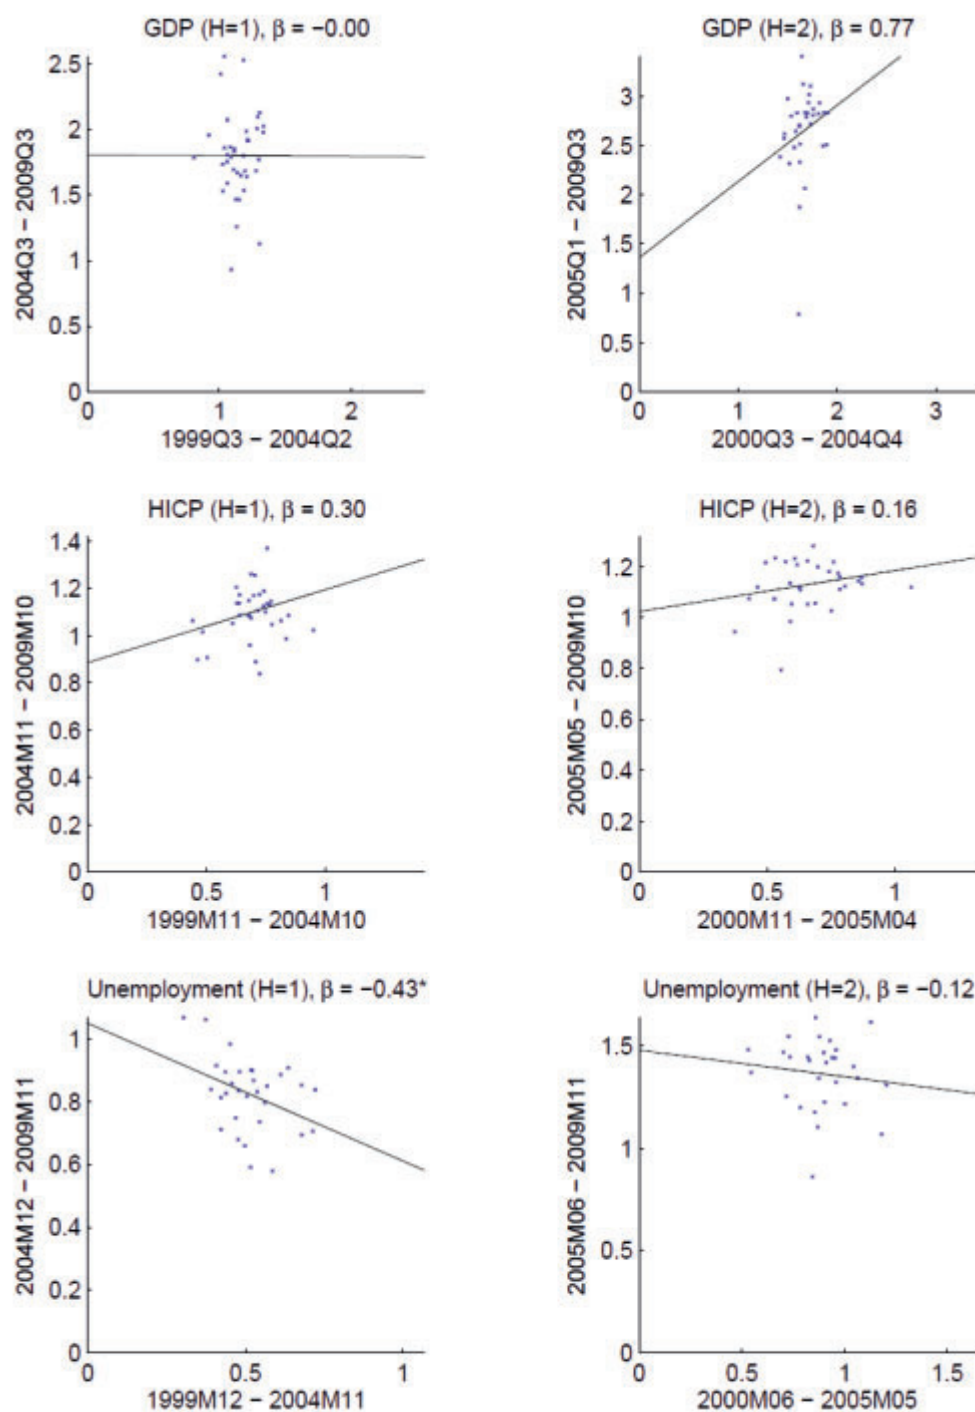 GDP (H=1), β = −0.00
2.5
2
1.5
1
0.5
0
2004Q3 − 2009Q3
0 1 2
1999Q3 − 2004Q2
GDP (H=2), β = 0.77
3
2.5
2
1.5
1
0.5
0
2005Q1 − 2009Q3
0 1 2 3
2000Q3 − 2004Q4
HICP (H=1), β = 0.30
1.4
1.2
1
0.8
0.6
0.4
0.2
0
2004M11 − 2009M10
0 0.5 1
1999M11 − 2004M10
HICP (H=2), β = 0.16
1.2
1
0.8
0.6
0.4
0.2
0
2005M05 − 2009M10
0 0.5 1
2000M11 − 2005M04
Unemployment (H=1), β = −0.43*
1
0.8
0.6
0.4
0.2
0
2004M12 − 2009M11
0 0.5 1
1999M12 − 2004M11
Unemployment (H=2), β = −0.12
1.5
1
0.5
0
2005M06 − 2009M11
0 0.5 1 1.5
2000M06 − 2005M05